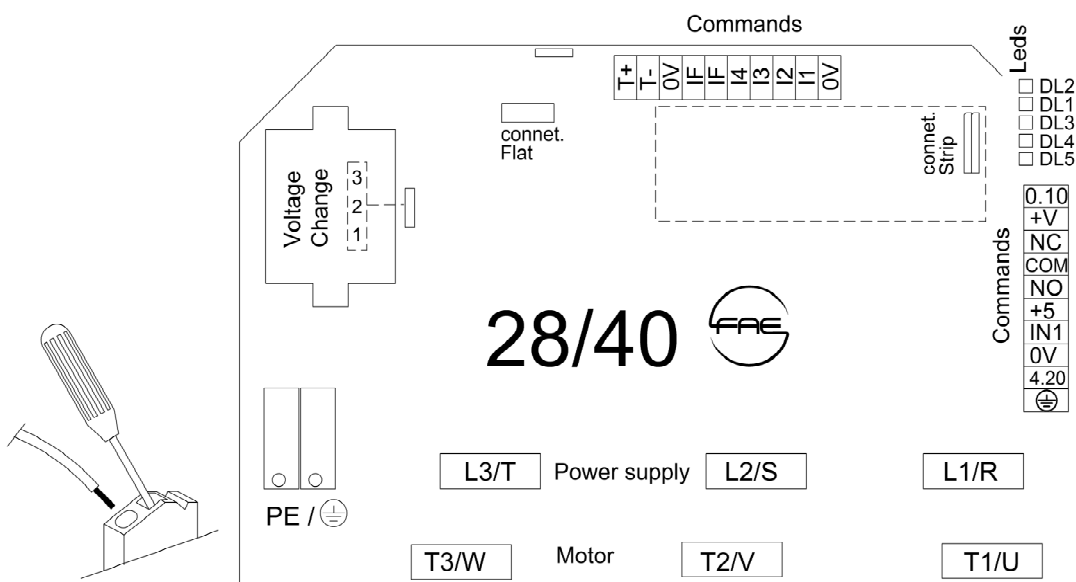 Commands
T+ T- 0V IF IF I4 I3 I2 I1 0V
Leds
DL2
DL1
DL3
DL4
DL5
connet.
Flat
connet.
Strip
Voltage
Change
3
2
1
Commands
0.10
+V
NC
COM
NO
+5
IN1
0V
4.20
28/40
FAE
L3/T Power supply L2/S L1/R
PE /
T3/W Motor T2/V T1/U